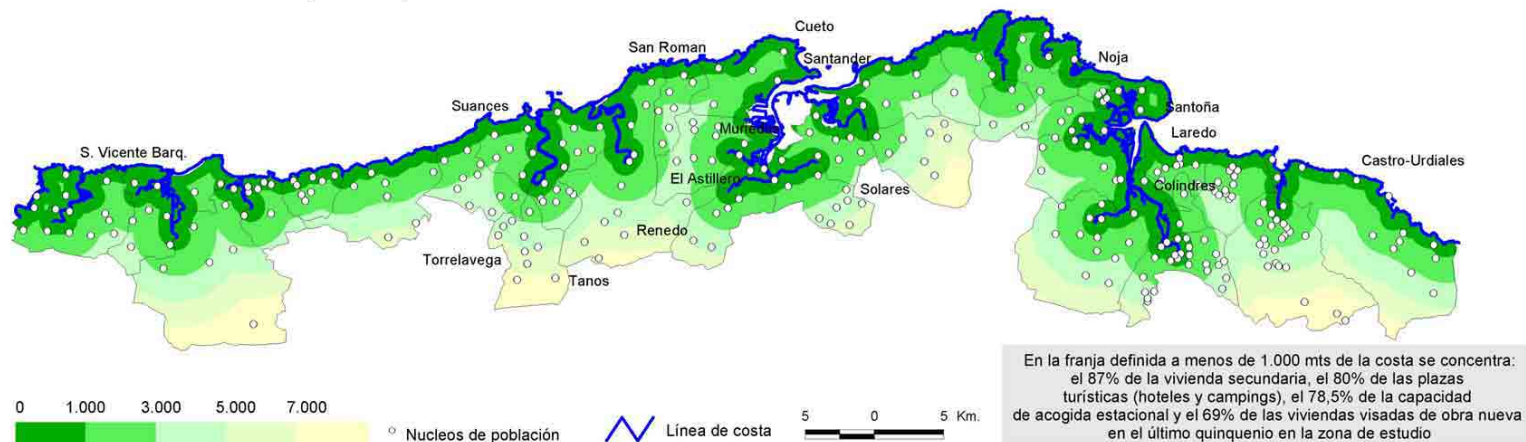 Cueto
San Roman
Santander
Noja
Suances
Santoña
Muriedas
Laredo
S. Vicente Barq.
Castro-Urdiales
El Astillero
Colindres
Solares
Renedo
Torrelavega
Tanos
En la franja definida a menos de 1.000 mts de la costa se concentra:
el 87% de la vivienda secundaria, el 80% de las plazas
turísticas (hoteles y campings), el 78,5% de la capacidad
de acogida estacional y el 69% de las viviendas visadas de obra nueva
en el último quinquenio en la zona de estudio
0 1.000 3.000 5.000 7.000
Nucleos de población
Línea de costa
5 0 5 Km.